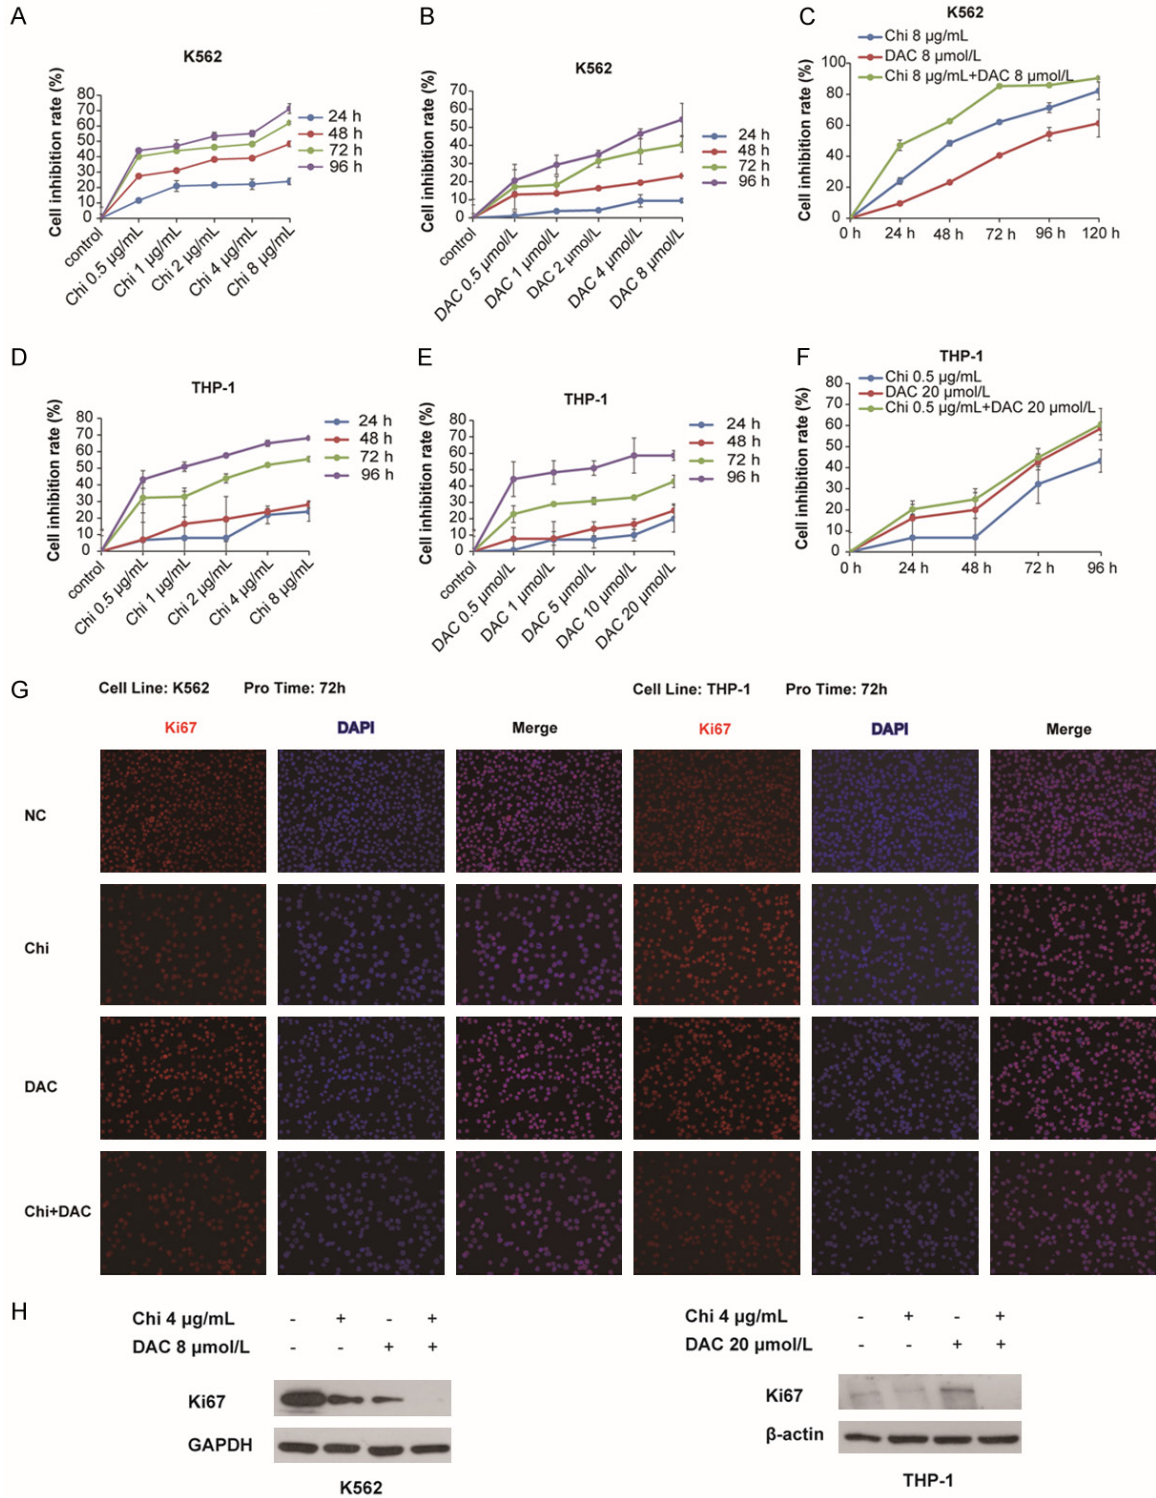 A
K562
Cell inhibition rate (%)
80
70
60
50
40
30
20
10
0
control
Chi 0.5 µg/mL
Chi 1 µg/mL
Chi 2 µg/mL
Chi 4 µg/mL
Chi 8 µg/mL
24 h
48 h
72 h
96 h
B
K562
Cell inhibition rate (%)
70
60
50
40
30
20
10
0
control
DAC 0.5 µmol/L
DAC 1 µmol/L
DAC 2 µmol/L
DAC 4 µmol/L
DAC 8 µmol/L
24 h
48 h
72 h
96 h
C
K562
Chi 8 µg/mL
DAC 8 µmol/L
Chi 8 µg/mL+DAC 8 µmol/L
Cell inhibition rate (%)
100
80
60
40
20
0
0 h 24 h 48 h 72 h 96 h 120 h
D
THP-1
Cell inhibition rate (%)
80
70
60
50
40
30
20
10
0
control
Chi 0.5 µg/mL
Chi 1 µg/mL
Chi 2 µg/mL
Chi 4 µg/mL
Chi 8 µg/mL
24 h
48 h
72 h
96 h
E
THP-1
Cell inhibition rate (%)
80
70
60
50
40
30
20
10
0
control
DAC 0.5 µmol/L
DAC 1 µmol/L
DAC 5 µmol/L
DAC 10 µmol/L
DAC 20 µmol/L
24 h
48 h
72 h
96 h
F
THP-1
Chi 0.5 µg/mL
DAC 20 µmol/L
Chi 0.5 µg/mL+DAC 20 µmol/L
Cell inhibition rate (%)
80
70
60
50
40
30
20
10
0
0 h 24 h 48 h 72 h 96 h
G
Cell Line: K562 Pro Time: 72h Cell Line: THP-1 Pro Time: 72h
Ki67 DAPI Merge Ki67 DAPI Merge
NC
Chi
DAC
Chi+DAC
H
Chi 4 µg/mL - + - +
DAC 8 µmol/L - - + +
Ki67
GAPDH
K562
Chi 4 µg/mL - + - +
DAC 20 µmol/L - - + +
Ki67
β-actin
THP-1